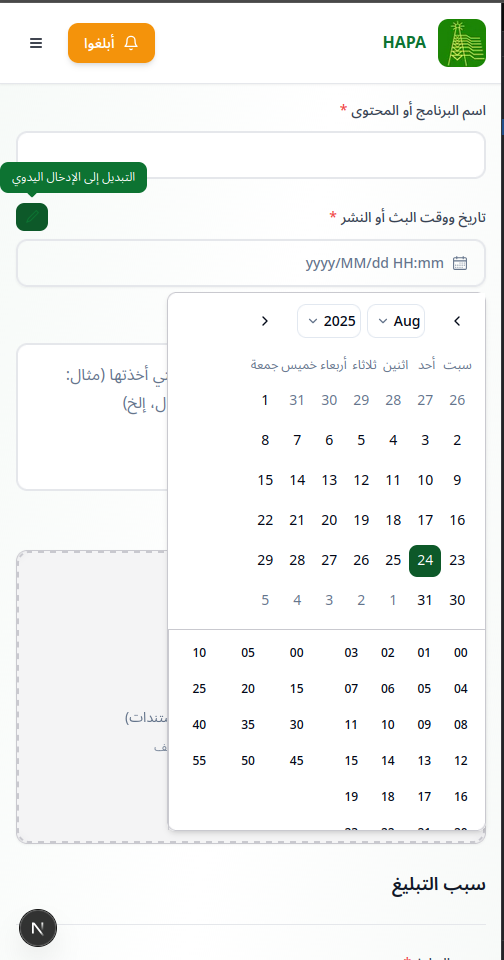 HAPA
أبلغوا
اسم البرنامج أو المحتوى *
التبديل إلى الإدخال اليدوي
تاريخ ووقت البث أو النشر *
yyyy/MM/dd HH:mm
Aug 2025
سبت أحد اثنين ثلاثاء أربعاء خميس جمعة
26 27 28 29 30 31 1
2 3 4 5 6 7 8
9 10 11 12 13 14 15
16 17 18 19 20 21 22
23 24 25 26 27 28 29
30 31 1 2 3 4 5
أخذتها (مثال:
إلخ)
00 01 02 03 00 05 10
04 05 06 07 15 20 25
08 09 10 11 30 35 40
12 13 14 15 45 50 55
16 17 18 19
سبب التبليغ
N